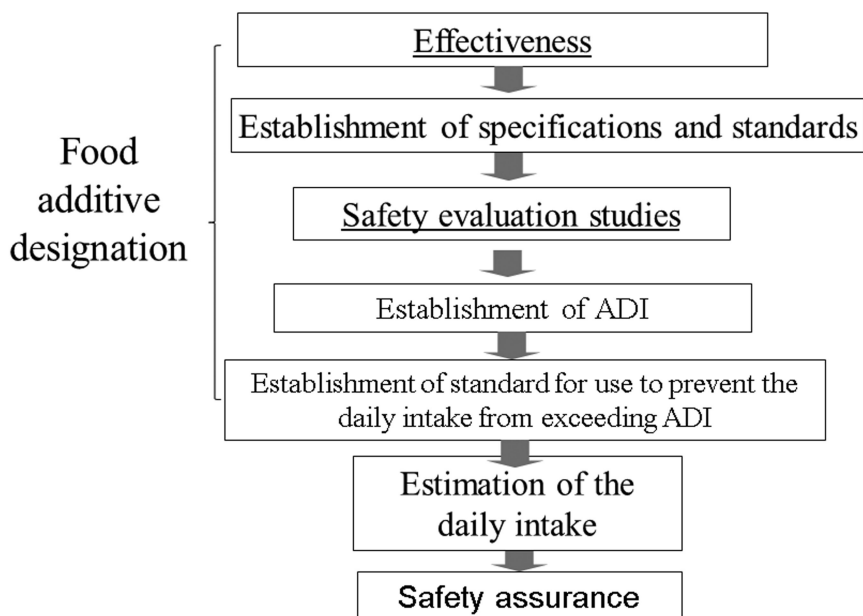 Effectiveness
Establishment of specifications and standards
Food
additive
designation
Safety evaluation studies
Establishment of ADI
Establishment of standard for use to prevent the
daily intake from exceeding ADI
Estimation of the
daily intake
Safety assurance